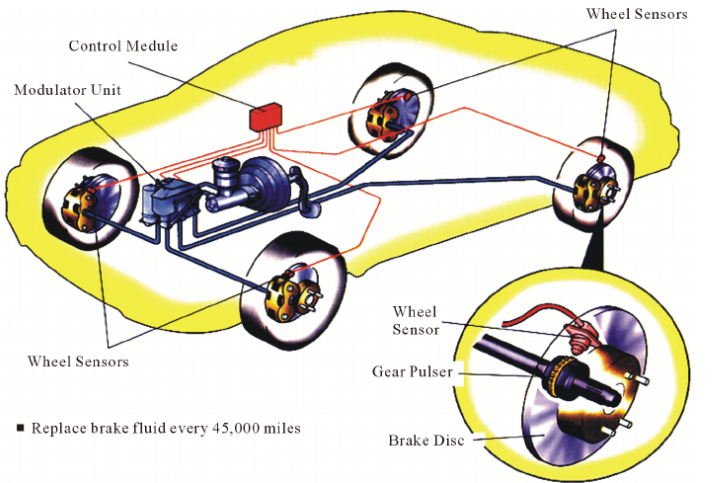 Wheel Sensors
Control Medule
Modulator Unit
Wheel
Sensor
Gear Pulser
Wheel Sensors
■ Replace brake fluid every 45,000 miles
Brake Disc